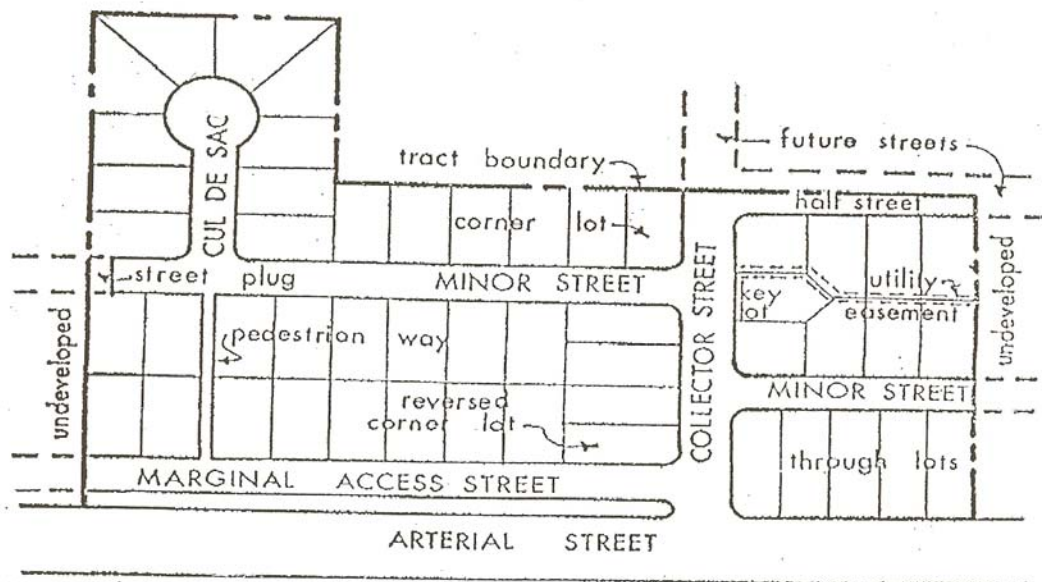 CUL DE SAC
future streets
tract boundary
half street
corner lot
undeveloped
street plug
MINOR STREET
COLLECTOR STREET
utility
easement
key
lot
undeveloped
pedestrion way
MINOR STREET
reversed
corner lot
through lots
MARGINAL ACCESS STREET
ARTERIAL STREET